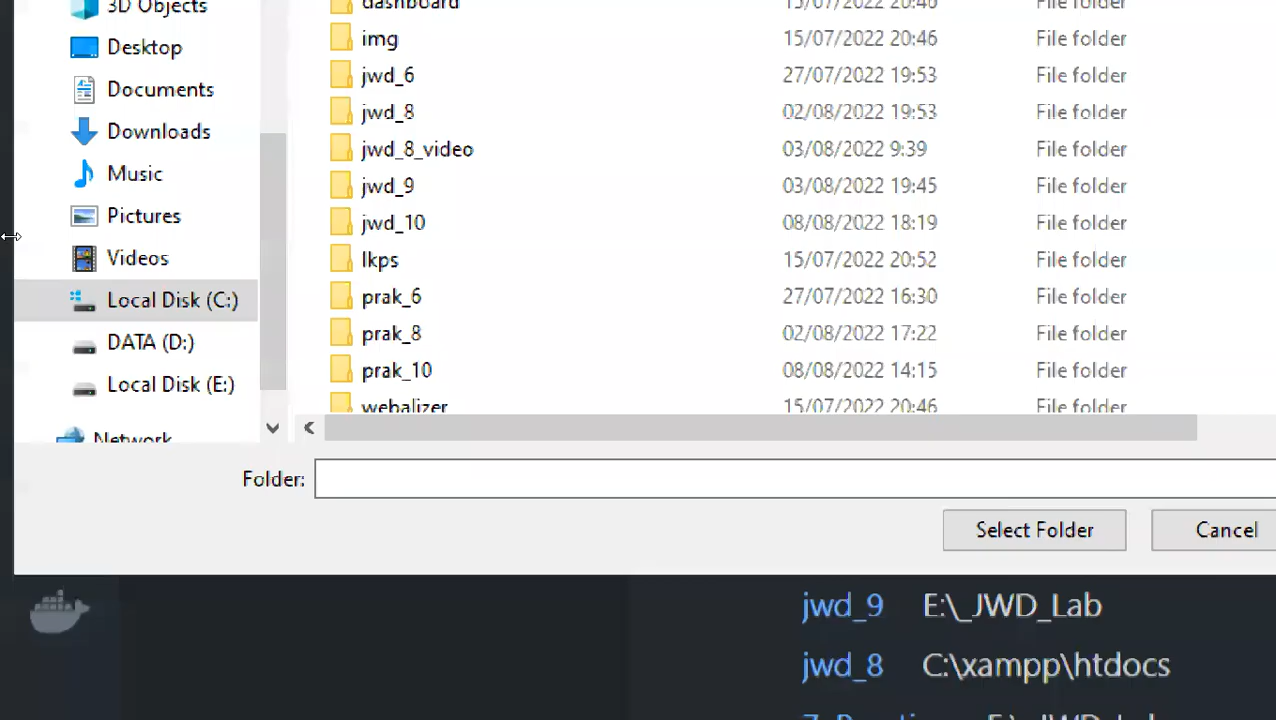 3D Objects
Desktop
Documents
Downloads
Music
Pictures
Videos
Local Disk (C:)
DATA (D:)
Local Disk (E:)
Network
dashboard 15/07/2022 20:46 File folder
img 15/07/2022 20:46 File folder
jwd_6 27/07/2022 19:53 File folder
jwd_8 02/08/2022 19:53 File folder
jwd_8_video 03/08/2022 9:39 File folder
jwd_9 03/08/2022 19:45 File folder
jwd_10 08/08/2022 18:19 File folder
lkps 15/07/2022 20:52 File folder
prak_6 27/07/2022 16:30 File folder
prak_8 02/08/2022 17:22 File folder
prak_10 08/08/2022 14:15 File folder
webalizer 15/07/2022 20:46 File folder
Folder:
Select Folder Cancel
jwd_9 E:\_JWD_Lab
jwd_8 C:\xampp\htdocs